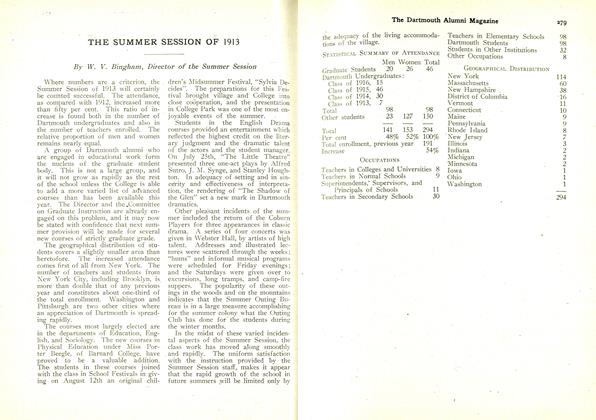 THE SUMMER SESSION OF 1913
By W. V. Bingham, Director of the Summer Session
Where numbers are a criterion, the
Summer Session of 1913 will certainly
be counted successful. The attendance,
as compared with 1912, increased more
than fifty per cent. This ratio of in-
crease is found both in the number of
Dartmouth undergraduates and also in
the number of teachers enrolled. The
relative proportion of men and women
remains nearly equal.
A group of Dartmouth alumni who
are engaged in educational work form
the nucleus of the graduate student
body. This is not a large group, and
it will not grow as rapidly as the rest
of the school unless the College is able
to add a more varied list of advanced
courses than has been available this
year. The Director and the Committee
on Graduate Instruction are already en-
gaged on this problem, and it may now
be stated with confidence that next sum-
mer provision will be made for several
new courses of strictly graduate grade.
The geographical distribution of stu-
dents covers a slightly smaller area than
heretofore. The increased attendance
comes first of all from New York. The
number of teachers and students from
New York City, including Brooklyn, is
more than double that of any previous
year and constitutes about one-third of
the total enrollment. Washington and
Pittsburgh are two other cities where
an appreciation of Dartmouth is spread-
ing rapidly.
The courses most largely elected are
in the departments of Education, Eng-
lish, and Sociology. The new courses in
Physical Education under Miss Por-
ter Beegle, of Barnard College, have
proved to be a valuable addition.
The students in these courses joined
with the class in School Festivals in giv-
ing on August 12th an original chil-
dren's Midsummer Festival, "Sylvia De-
cides". The preparations for this Fes-
tival brought village and College into
close cooperation, and the presentation
in College Park was one of the most en-
joyable events of the summer.
Students in the English Drama
courses provided an entertainment which
reflected the highest credit on the liter-
ary judgment and the dramatic talent
of the actors and the student manager.
On July 25th, "The Little Theatre"
presented three one-act plays by Alfred
Sutro, J. M. Synge, and Stanley Hough-
ton. In adequacy of setting and in sin-
cerity and effectiveness of interpreta-
tion, the rendering of "The Shadow of
the Glen" set a new mark in Dartmouth
dramatics.
Other pleasant incidents of the sum-
mer included the return of the Coburn
Players for three appearances in classic
drama. A series of four concerts was
given in Webster Hall, by artists of high
talent. Addresses and illustrated lec-
tures were scattered through the weeks;
"hums" and informal musical programs
were scheduled for Friday evenings;
and the Saturdays were given over to
excursions, long tramps, and camp-fire
suppers. The popularity of these out-
ings in the woods and on the mountains
indicates that the Summer Outing Bu-
reau is in a large measure accomplishing
for the summer colony what the Outing
Club has done for the students during
the winter months.
In the midst of these varied inciden-
tal aspects of the Summer Session, the
class work has moved along smoothly
and rapidly. The uniform satisfaction
with the instruction provided by the
Summer Session staff, makes it appear
that the rapid growth of the school in
future summers will be limited only by
The Dartmouth Alumni Magazine 279
the adequacy of the living accommoda-
tions of the village.
STATISTICAL SUMMARY OF ATTENDANCE
Men Women Total
Graduate Students 20 26 46
Dartmouth Undergraduates:
Class of 1916, 15
Class of 1915, 46
Class of 1914, 30
Class of 1913, 7
Total 98 98
Other students 23 127 150
Total 141 153 294
Per cent 48% 52% 100%
Total enrollment, previous year 191
Increase 54%
OCCUPATIONS
Teachers in Colleges and Universities 8
Teachers in Normal Schools 9
Superintendents, Supervisors, and
Principals of Schools 11
Teachers in Secondary Schools 30
Teachers in Elementary Schools 98
Dartmouth Students 98
Students in Other Institutions 32
Other Occupations 8
GEOGRAPHICAL DISTRIBUTION
New York 114
Massachusetts 60
New Hampshire 38
District of Columbia 16
Vermont 11
Connecticut 10
Maine 9
Pennsylvania 9
Rhode Island 8
New Jersey 7
Illinois 3
Indiana 2
Michigan 2
Minnesota 2
Iowa 1
Ohio 1
Washington 1
294